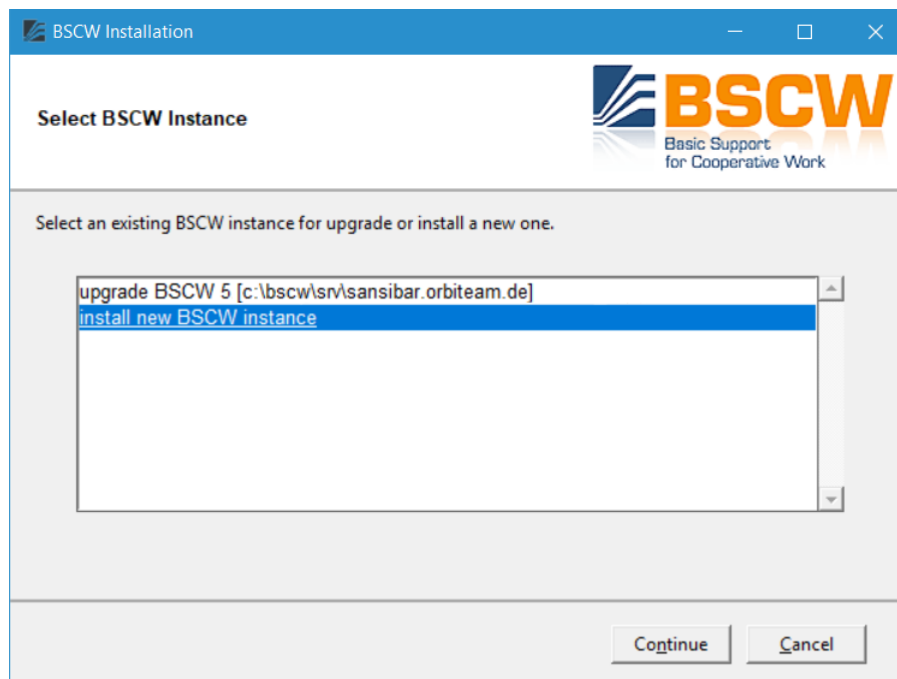 BSCW Installation
Select BSCW Instance
BSCW
Basic Support
for Cooperative Work
Select an existing BSCW instance for upgrade or install a new one.
upgrade BSCW 5 [c:\bscw\srv\sansibar.orbiteam.de]
install new BSCW instance
Continue
Cancel